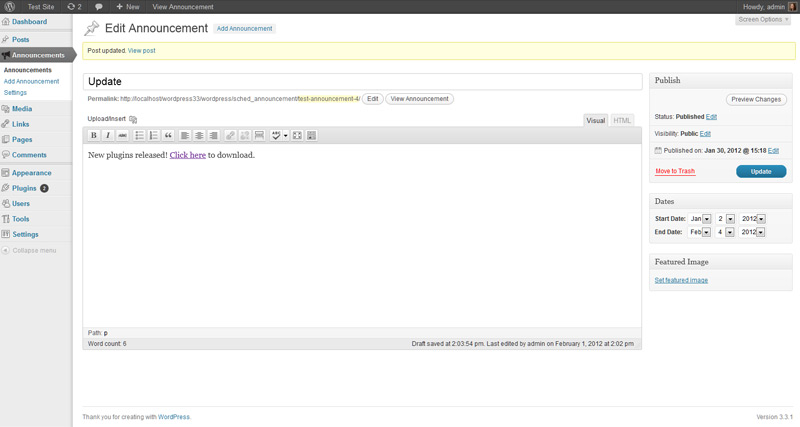 Test Site 2 + New View Announcement Howdy, admin
Screen Options
Dashboard
Posts
Announcements
Announcements
Add Announcement
Settings
Media
Links
Pages
Comments
Appearance
Plugins 2
Users
Tools
Settings
Collapse menu
Edit Announcement Add Announcement
Post updated. View post
Update
Permalink: http://localhost/wordpress33/wordpress/sched_announcement/test-announcement-4/ Edit View Announcement
Upload/Insert Visual HTML
B I ABC ABC
New plugins released! Click here to download.
Path: p
Word count: 6 Draft saved at 2:03:54 pm. Last edited by admin on February 1, 2012 at 2:02 pm
Publish
Preview Changes
Status: Published Edit
Visibility: Public Edit
Published on: Jan 30, 2012 @ 15:18 Edit
Move to Trash Update
Dates
Start Date: Jan 2 2012
End Date: Feb 4 2012
Featured Image
Set featured image
Thank you for creating with WordPress. Version 3.3.1